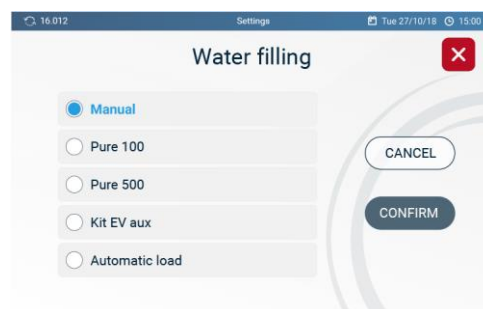 16.012 Settings Tue 27/10/18 15:00
Water filling
Manual
Pure 100
Pure 500
Kit EV aux
Automatic load
CANCEL
CONFIRM